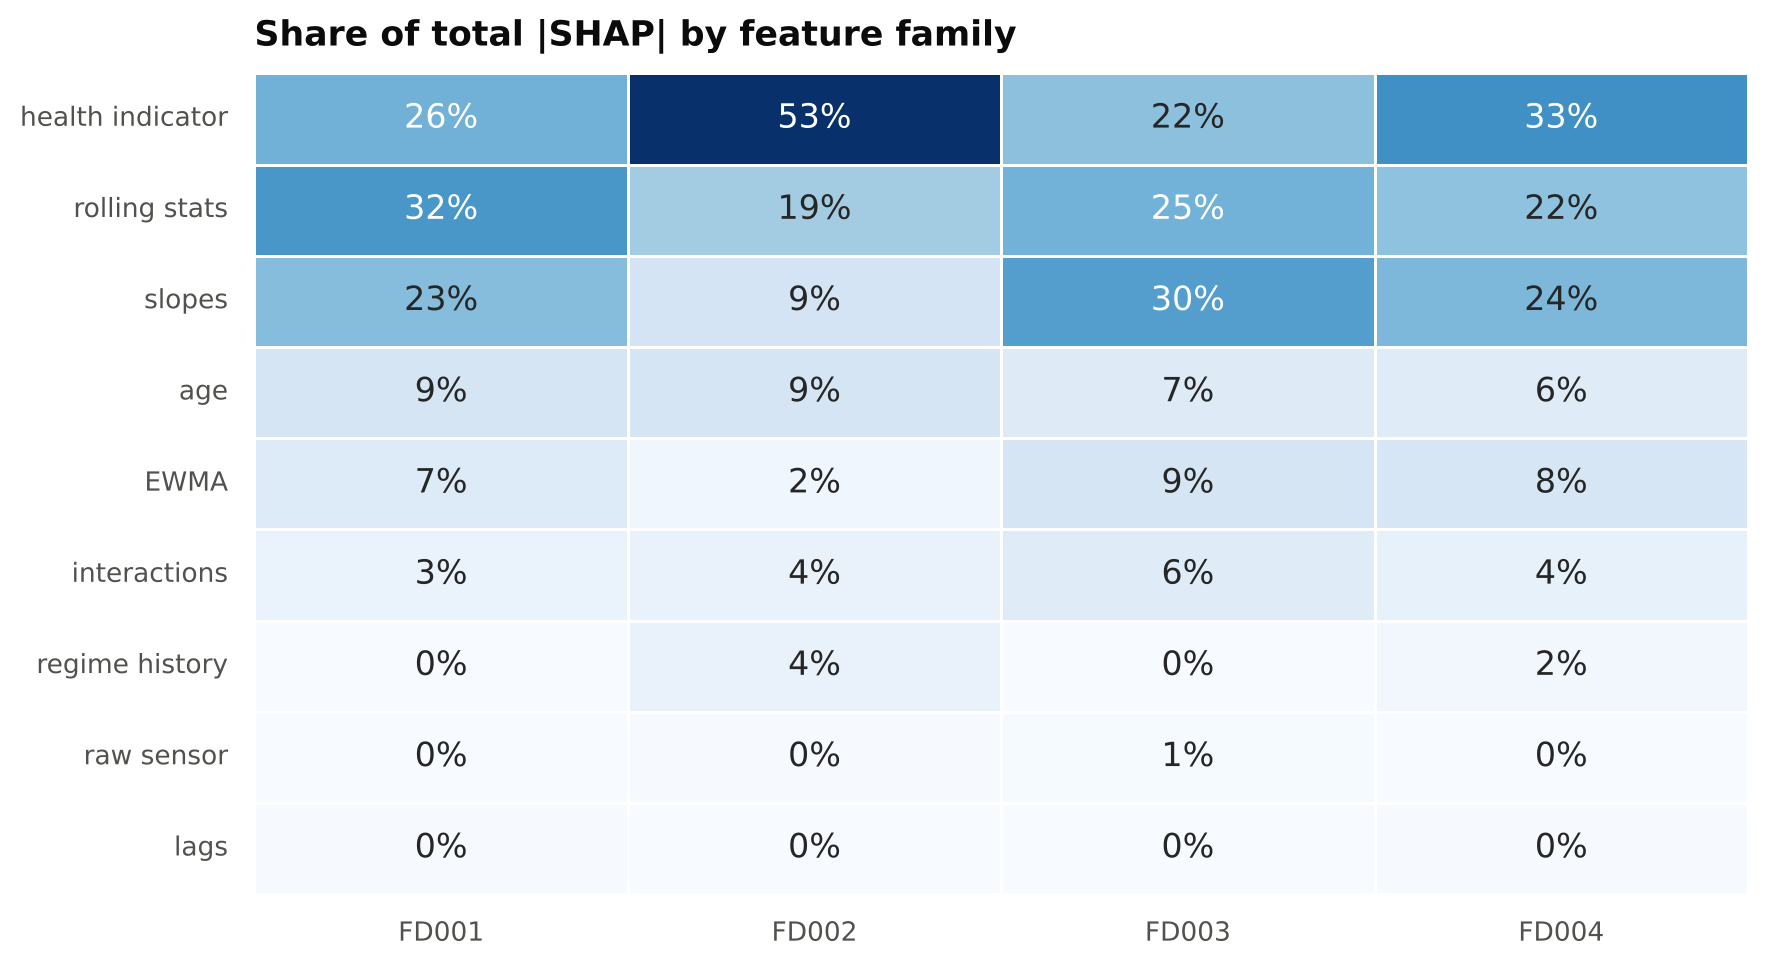 Share of total |SHAP| by feature family
health indicator 26% 53% 22% 33%
rolling stats 32% 19% 25% 22%
slopes 23% 9% 30% 24%
age 9% 9% 7% 6%
EWMA 7% 2% 9% 8%
interactions 3% 4% 6% 4%
regime history 0% 4% 0% 2%
raw sensor 0% 0% 1% 0%
lags 0% 0% 0% 0%
FD001 FD002 FD003 FD004